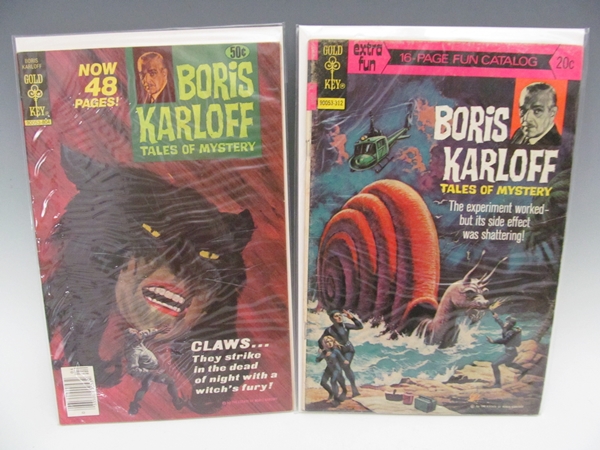 BORIS
KARLOFF
GOLD
KEY
NOW
48
PAGES!
50¢
BORIS
KARLOFF
TALES OF MYSTERY
CLAWS...
They strike
in the dead
of night with a
witch's fury!
GOLD
KEY®
90053-312
extra
fun
16-PAGE FUN CATALOG
20¢
BORIS
KARLOFF
TALES OF MYSTERY
The experiment worked-
but its side effect
was shattering!